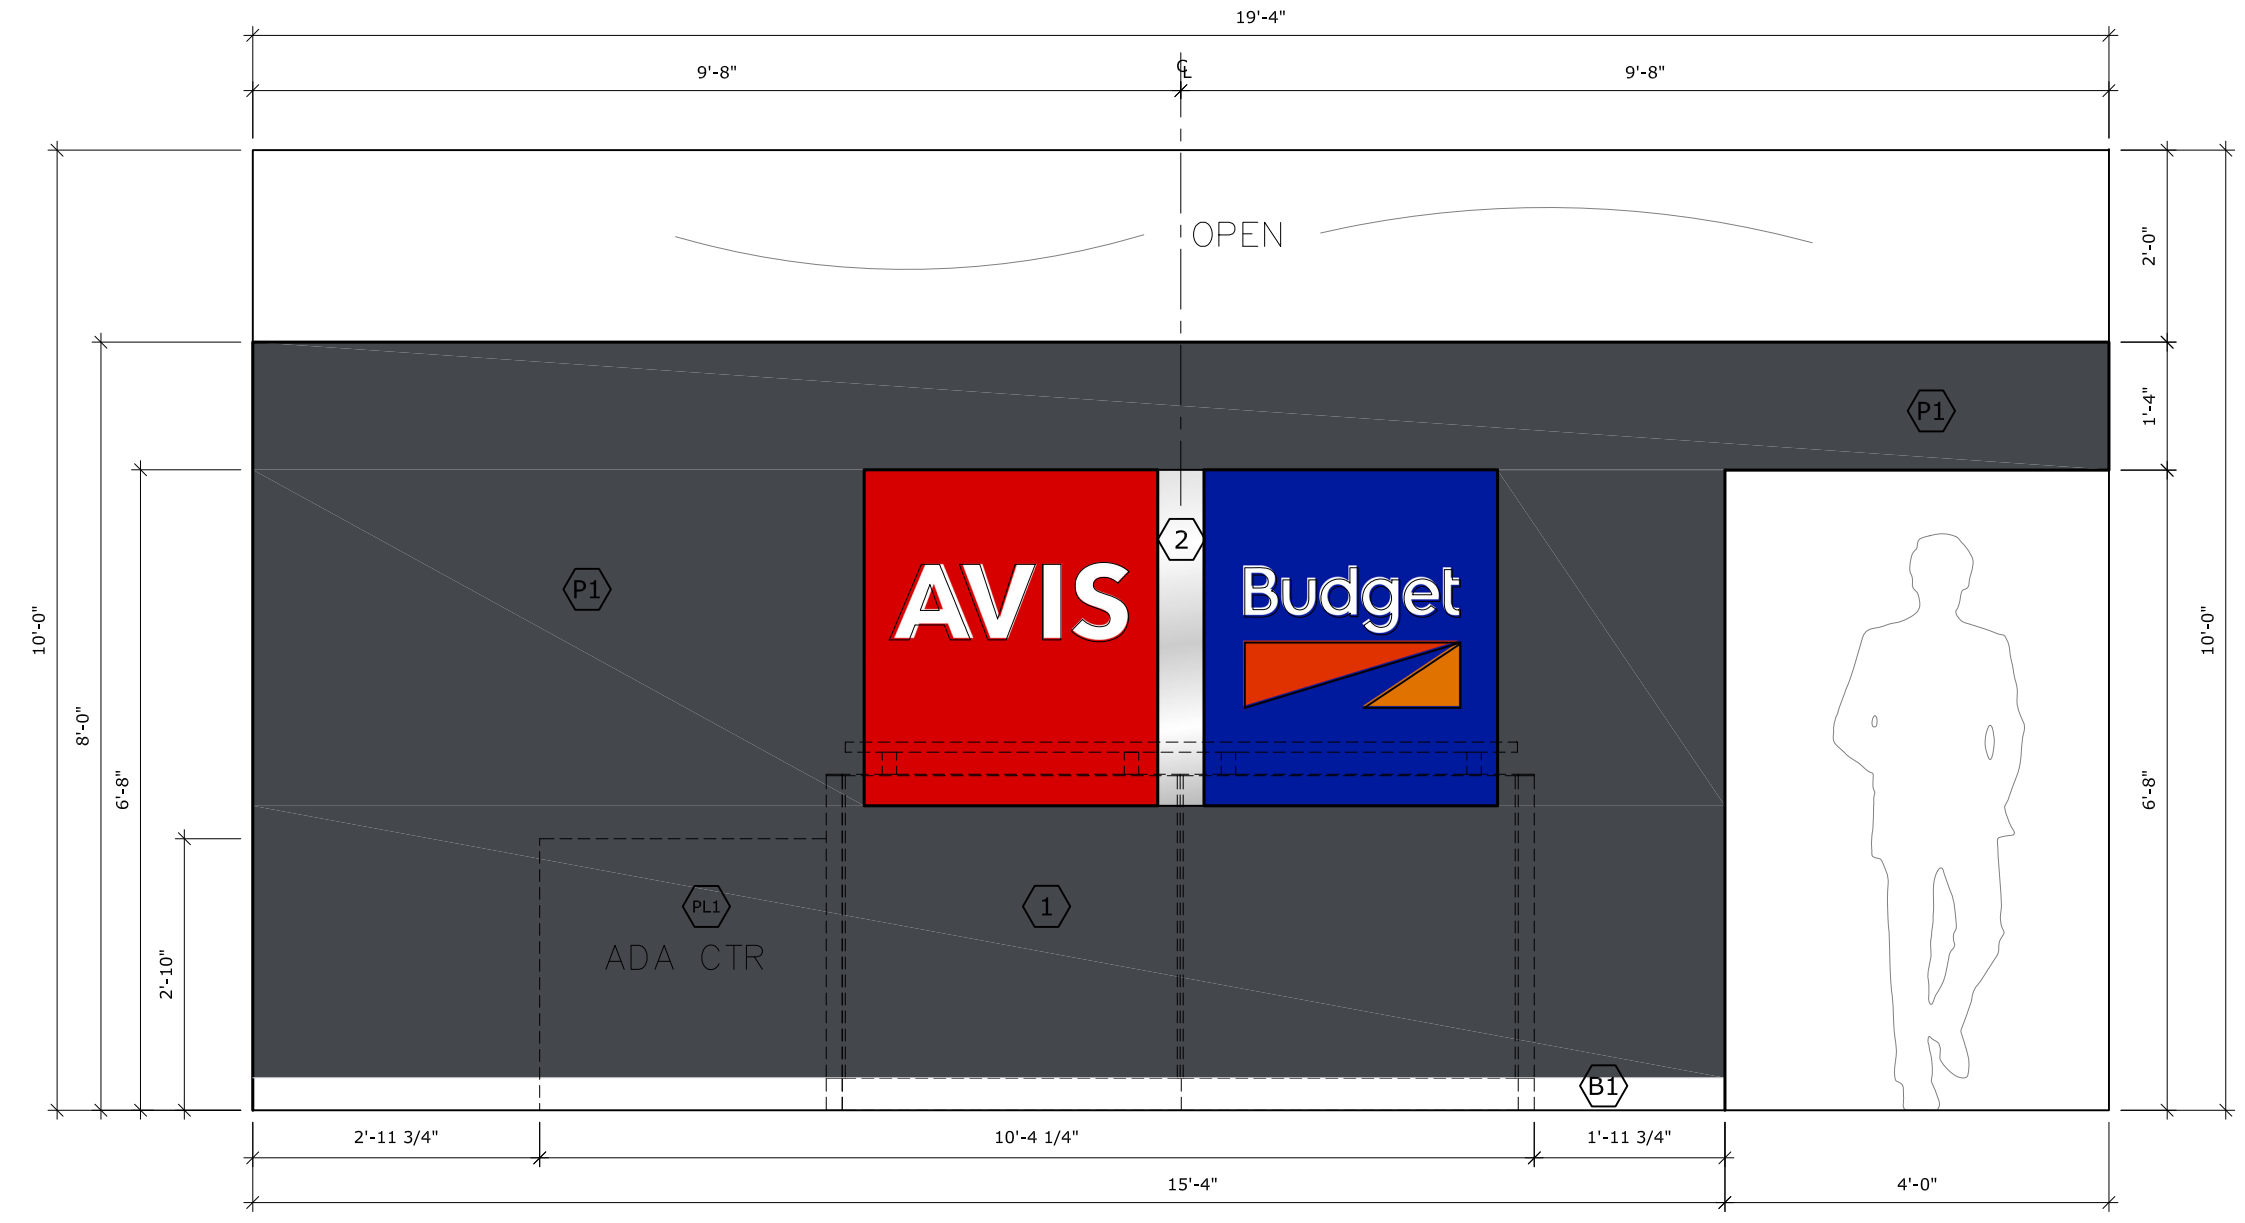 19'-4"
9'-8"
CL
9'-8"
OPEN
2'-0"
P1
1'-4"
2
AVIS
Budget
P1
10'-0"
8'-0"
6'-8"
2'-10"
10'-0"
6'-8"
PL1
1
ADA CTR
B1
2'-11 3/4"
10'-4 1/4"
1'-11 3/4"
15'-4"
4'-0"